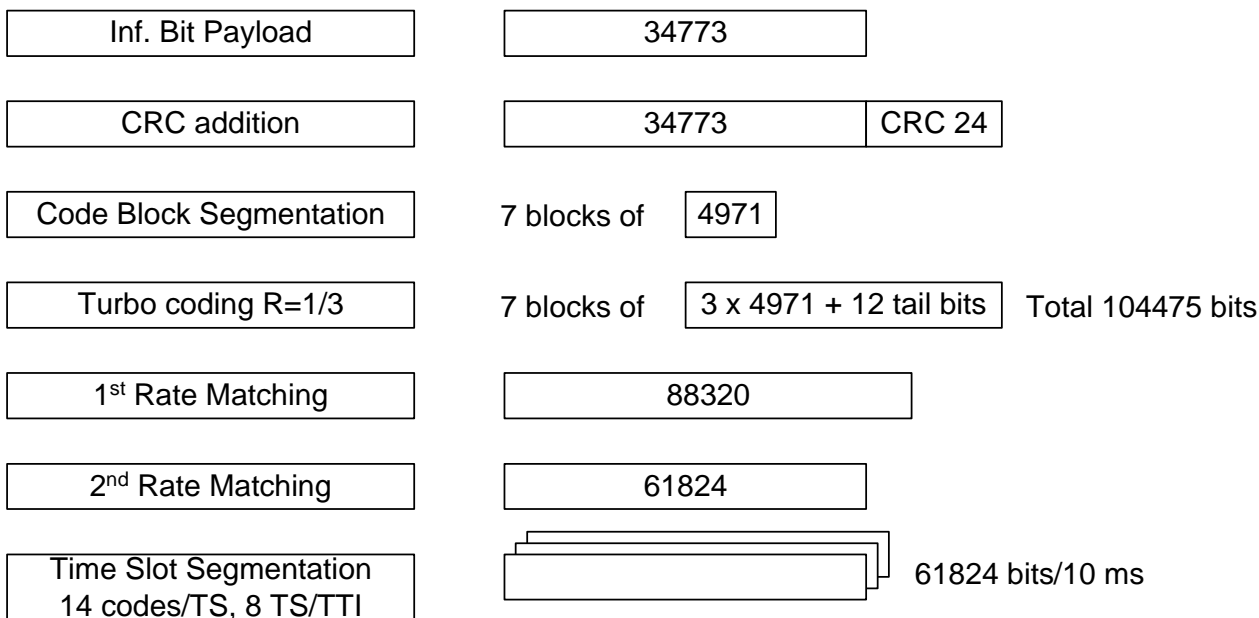 Inf. Bit Payload 34773
CRC addition 34773 CRC 24
Code Block Segmentation 7 blocks of 4971
Turbo coding R=1/3 7 blocks of 3 x 4971 + 12 tail bits Total 104475 bits
1st Rate Matching 88320
2nd Rate Matching 61824
Time Slot Segmentation
14 codes/TS, 8 TS/TTI
61824 bits/10 ms